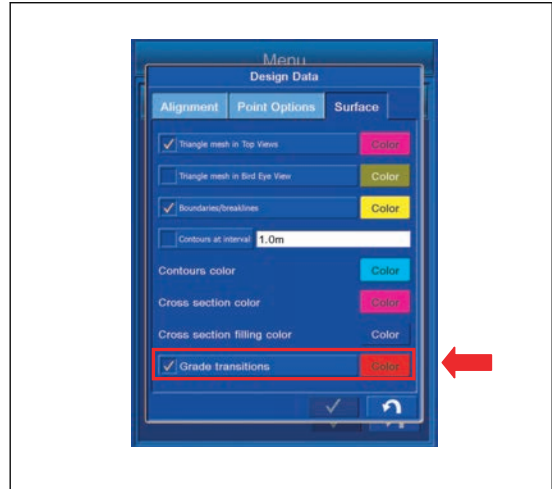 Menu
Design Data
Alignment Point Options Surface
Triangle mesh in Top Views Color
Triangle mesh in Bird Eye View Color
Boundaries/breaklines Color
Contours at interval 1.0m
Contours color Color
Cross section color Color
Cross section filling color Color
Grade transitions Color